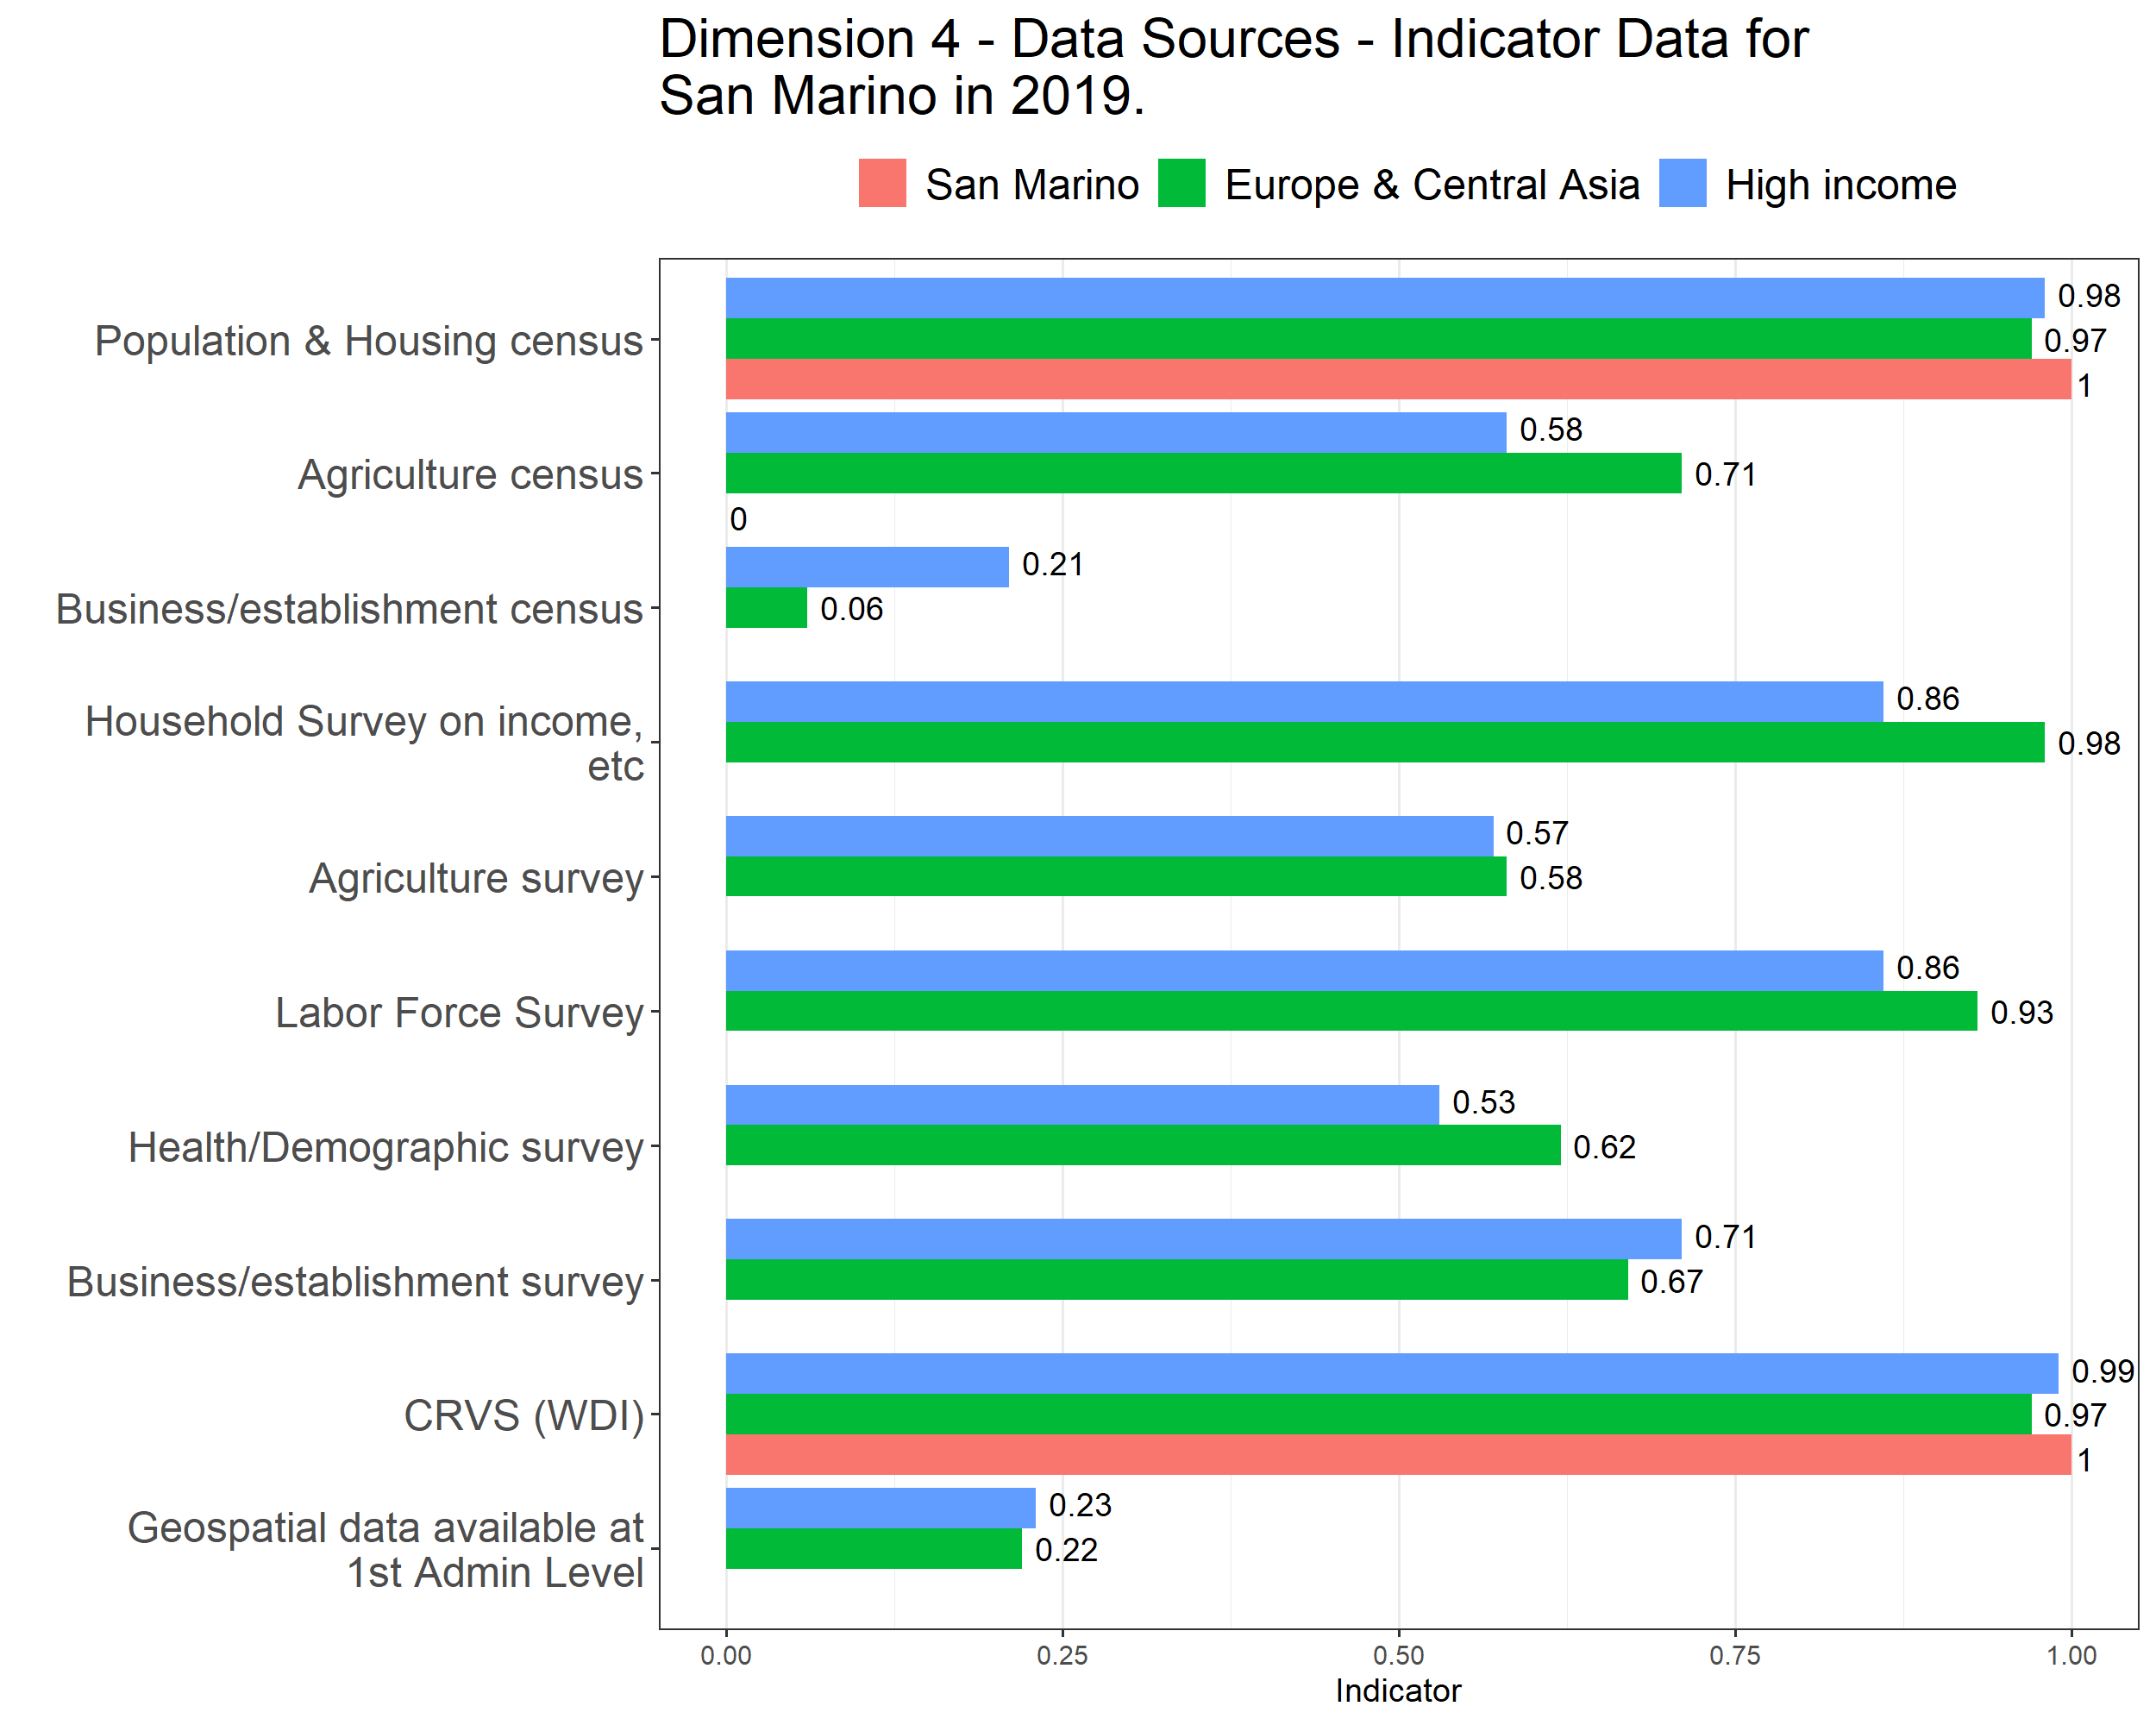 Dimension 4 - Data Sources - Indicator Data for
San Marino in 2019.
San Marino
Europe & Central Asia
High income
Population & Housing census
0.98
0.97
1
Agriculture census
0.58
0.71
0
Business/establishment census
0.21
0.06
Household Survey on income,
etc
0.86
0.98
Agriculture survey
0.57
0.58
Labor Force Survey
0.86
0.93
Health/Demographic survey
0.53
0.62
Business/establishment survey
0.71
0.67
CRVS (WDI)
0.99
0.97
1
Geospatial data available at
1st Admin Level
0.23
0.22
0.00
0.25
0.50
0.75
1.00
Indicator